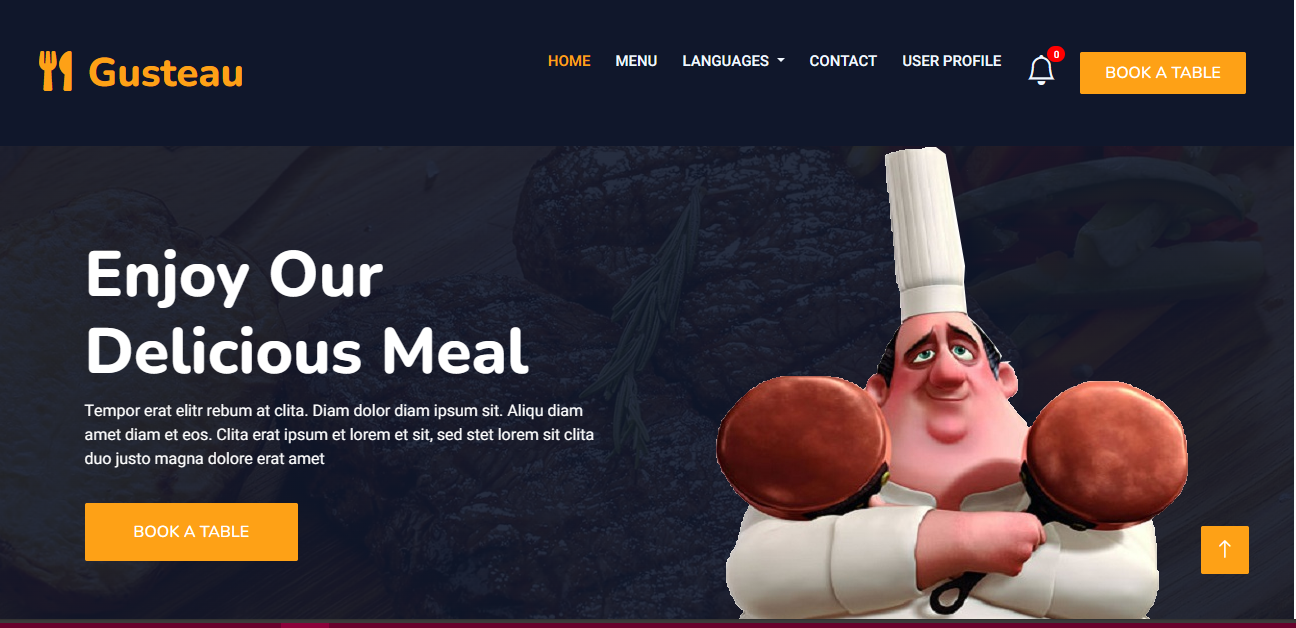 Gusteau
HOME MENU LANGUAGES CONTACT USER PROFILE 0 BOOK A TABLE
Enjoy Our
Delicious Meal
Tempor erat elitr rebum at clita. Diam dolor diam ipsum sit. Aliqu diam
amet diam et eos. Clita erat ipsum et lorem et sit, sed stet lorem sit clita
duo justo magna dolore erat amet
BOOK A TABLE